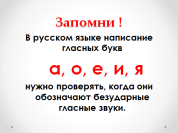 Запомни !
В русском языке написание
гласных букв
а, о, е, и, я
нужно проверять, когда они
обозначают безударные
гласные звуки.